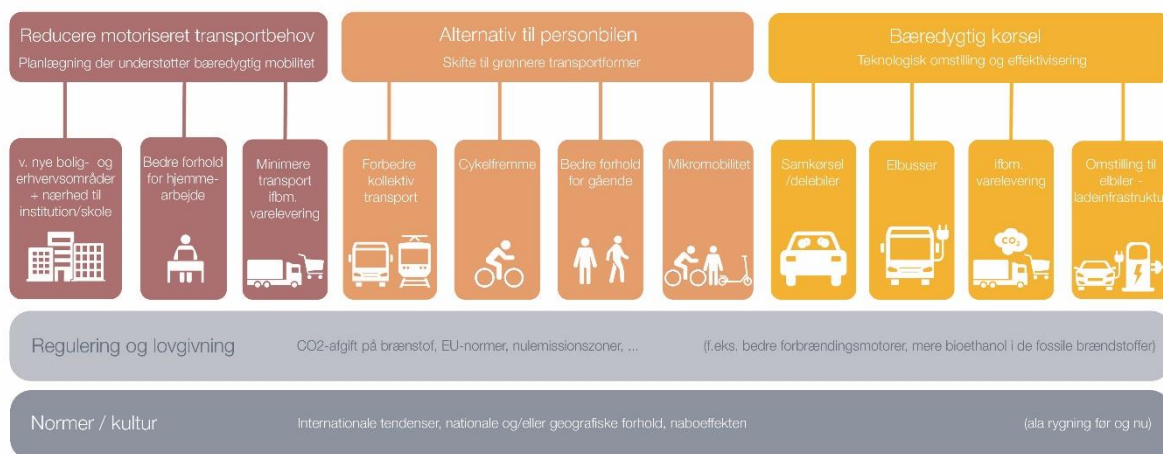 Reducere motoriseret transportbehov
Planlægning der understøtter bæredygtig mobilitet
Alternativ til personbilen
Skifte til grønnere transportformer
Bæredygtig kørsel
Teknologisk omstilling og effektivisering
v. nye bolig- og
erhvervsområder
+ nærhed til
institution/skole
Bedre forhold
for hjemme-
arbejde
Minimere
transport
ifbm.
varelevering
Forbedre
kollektiv
transport
Cykelfremme
Bedre forhold
for gående
Mikromobilitet
Samkørsel
/delebiler
Elbusser
ifbm.
varelevering
CO₂
Omstilling til
elbiler -
ladeinfrastruktu
Regulering og lovgivning
CO2-afgift på brænstof, EU-normer, nulemissionszoner, ...
(f.eks. bedre forbrændingsmotorer, mere bioethanol i de fossile brændstoffer)
Normer / kultur
Internationale tendenser, nationale og/eller geografiske forhold, naboeffekten
(ala rygning før og nu)